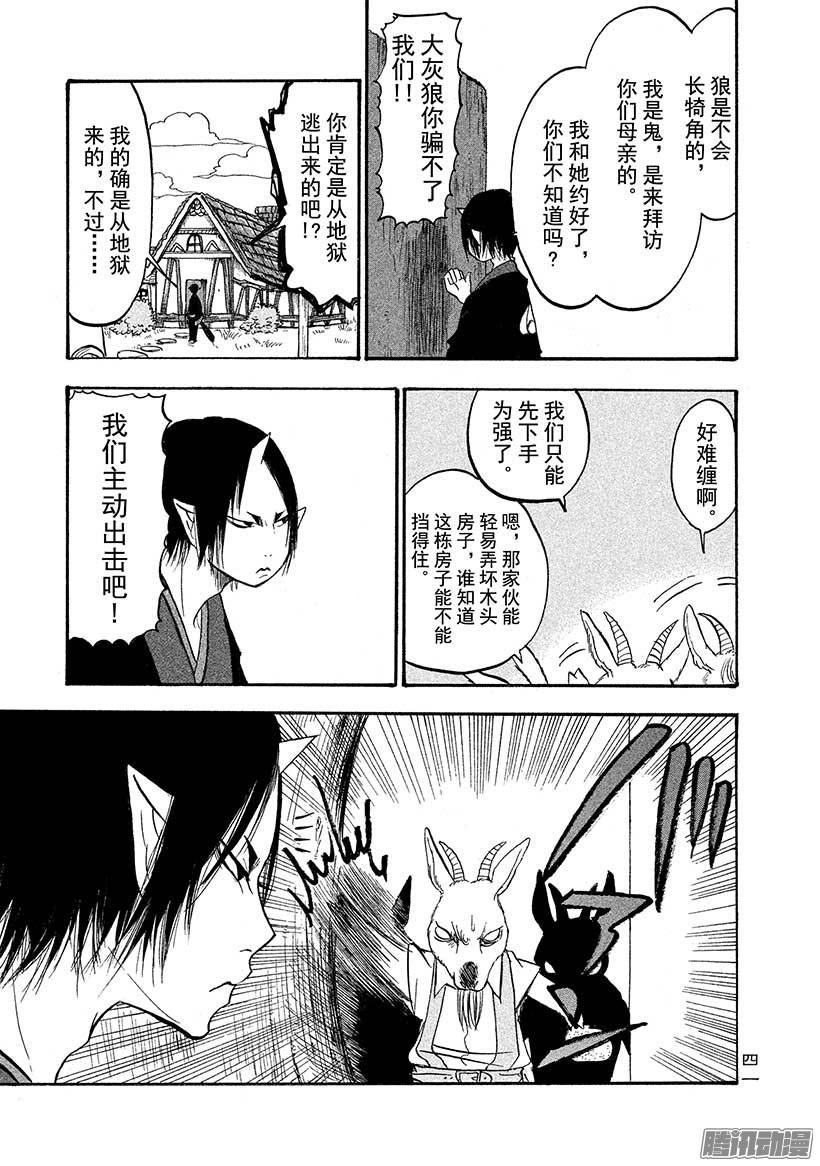 狼是不会
长犄角的，
我是鬼，是来拜访
你们母亲的。
我和她约好了，
你们不知道吗？
大灰狼你骗不了
我们!!
你肯定是从地狱
逃出来的吧!?
我的确是从地狱
来的，不过……
好难缠啊。
我们只能
先下手
为强了。
嗯，那家伙能
轻易弄坏木头
房子，谁知道
这栋房子能不能
挡得住。
我们主动出击吧！
四一
腾讯动漫